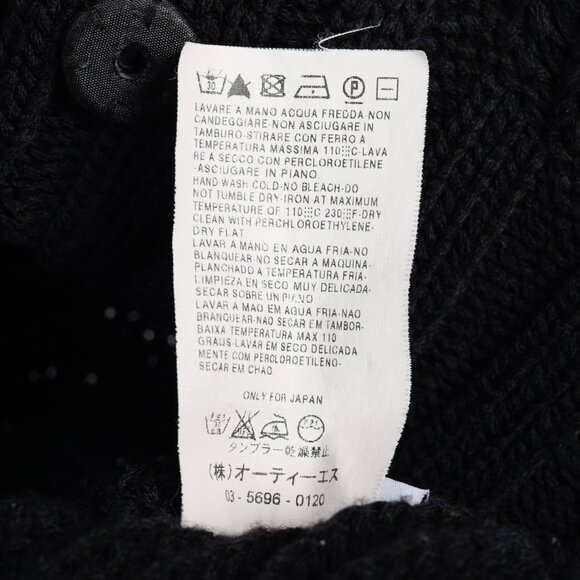 30
P
LAVARE A MANO ACQUA FREDDA-NON
CANDEGGIARE-NON ASCIUGARE IN
TAMBURO-STIRARE CON FERRO A
TEMPERATURA MASSIMA 110°C-LAVA
RE A SECCO CON PERCLOROETILENE
-ASCIUGARE IN PIANO
HAND WASH COLD-NO BLEACH-DO
NOT TUMBLE DRY-IRON AT MAXIMUM
TEMPERATURE OF 110°C 230°F-DRY
CLEAN WITH PERCHLOROETHYLENE-
DRY FLAT
LAVAR A MANO EN AGUA FRIA-NO
BLANQUEAR-NO SECAR A MAQUINA-
PLANCHADO A TEMPERATURA FRIA-
LIMPIEZA EN SECO MUY DELICADA-
SECAR SOBRE UN PIANO
LAVAR A MAO EM AGUA FRIA-NAO
BRANQUEAR-NAO SECAR EM TAMBOR-
BAIXA TEMPERATURA MAX 110
GRAUS-LAVAR EM SECO DELICADA
MENTE COM PERCLOROETILENO-
SECAR EM CHAO
ONLY FOR JAPAN
タンブラー乾燥禁止
(株)オーティーエス
03-5696-0120